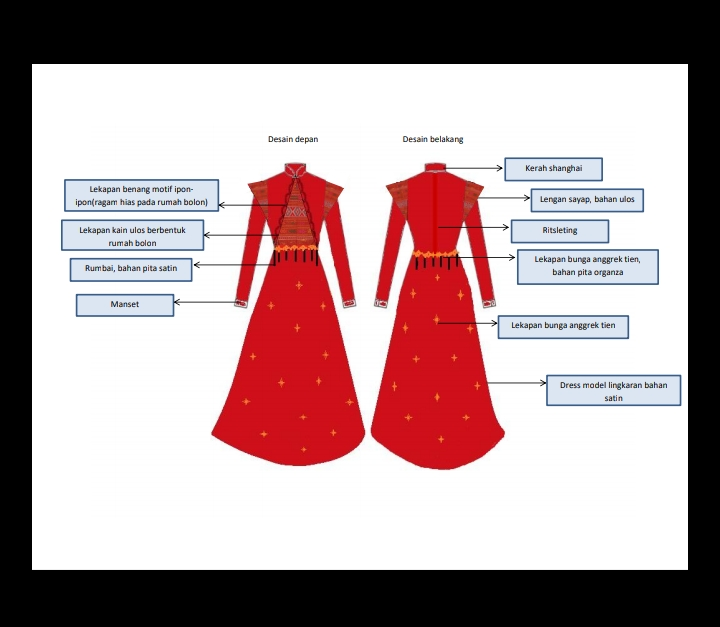 Desain depan
Desain belakang
Lekapan benang motif ipon-
ipon(ragam hias pada rumah bolon)
Lekapan kain ulos berbentuk
rumah bolon
Rumbai, bahan pita satin
Manset
Kerah shanghai
Lengan sayap, bahan ulos
Ritsleting
Lekapan bunga anggrek tien,
bahan pita organza
Lekapan bunga anggrek tien
Dress model lingkaran bahan
satin